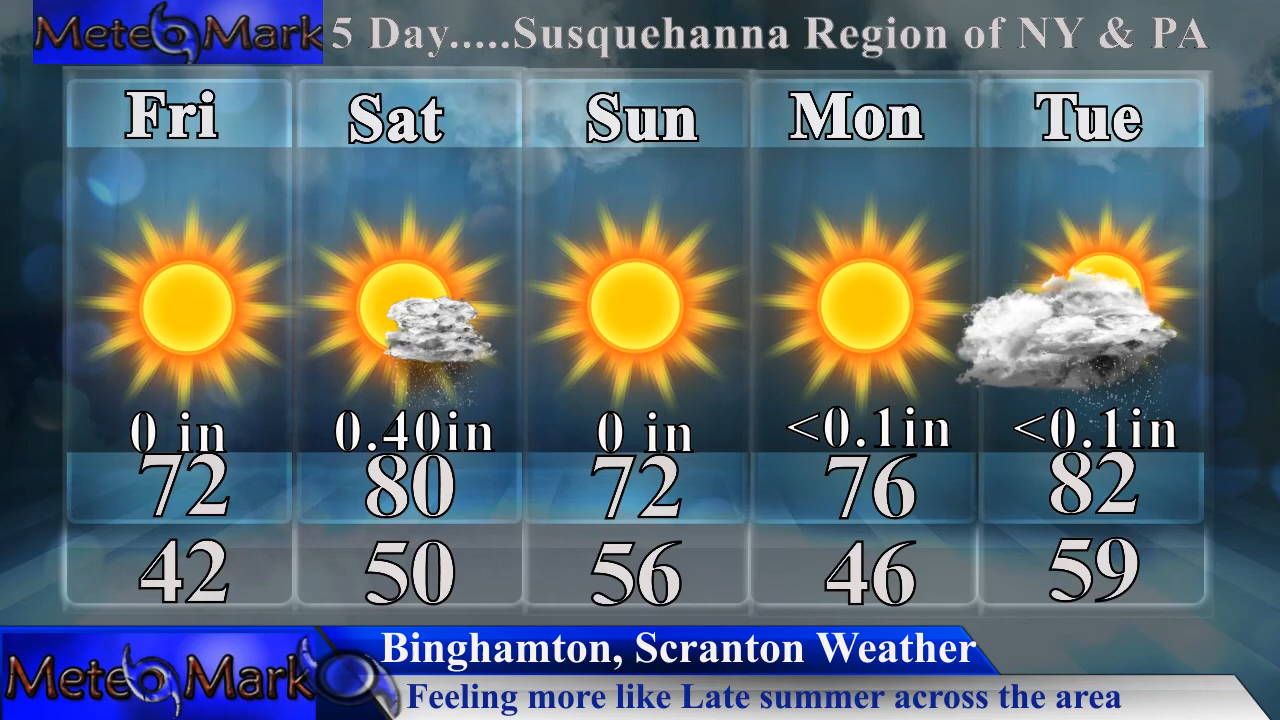 MeteoMark 5 Day.....Susquehanna Region of NY & PA
Fri Sat Sun Mon Tue
0 in 0.40in 0 in <0.1in <0.1in
72 80 72 76 82
42 50 56 46 59
Binghamton, Scranton Weather
MeteoMark
Feeling more like Late summer across the area